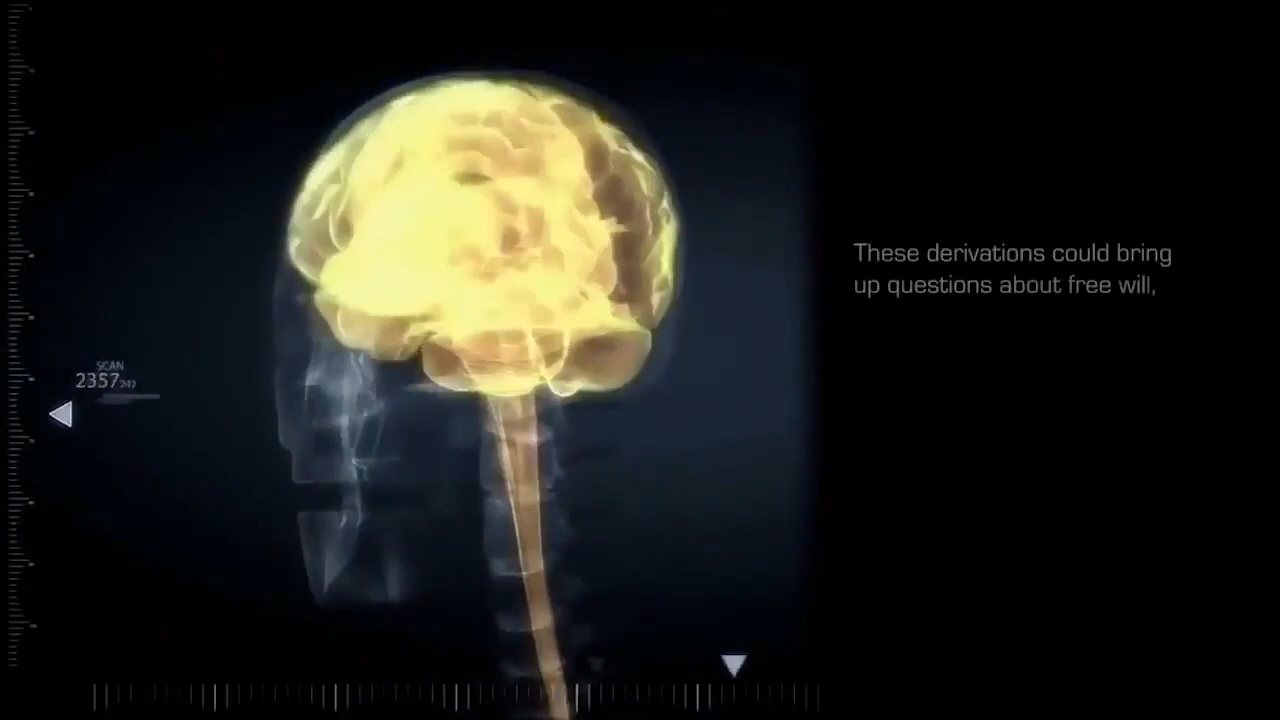 SCAN
2357
These derivations could bring
up questions about free will,